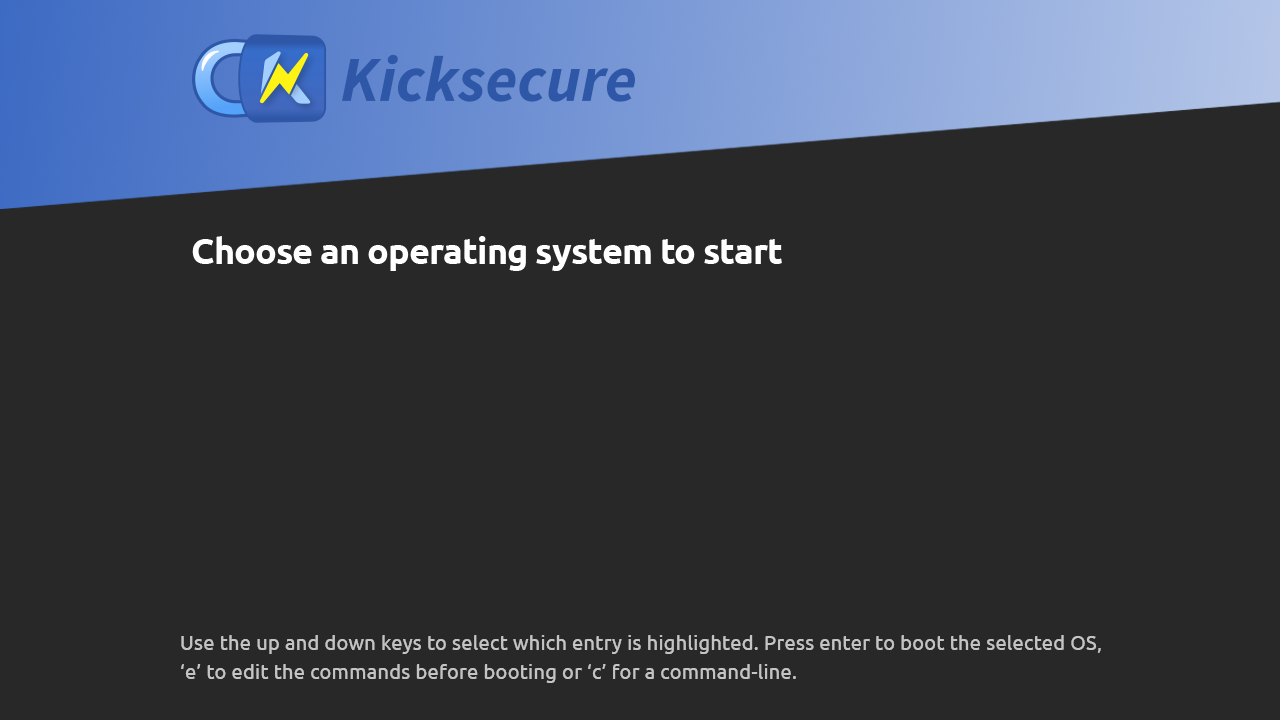 Kicksecure
Choose an operating system to start
Use the up and down keys to select which entry is highlighted. Press enter to boot the selected OS,
‘e’ to edit the commands before booting or ‘c’ for a command-line.